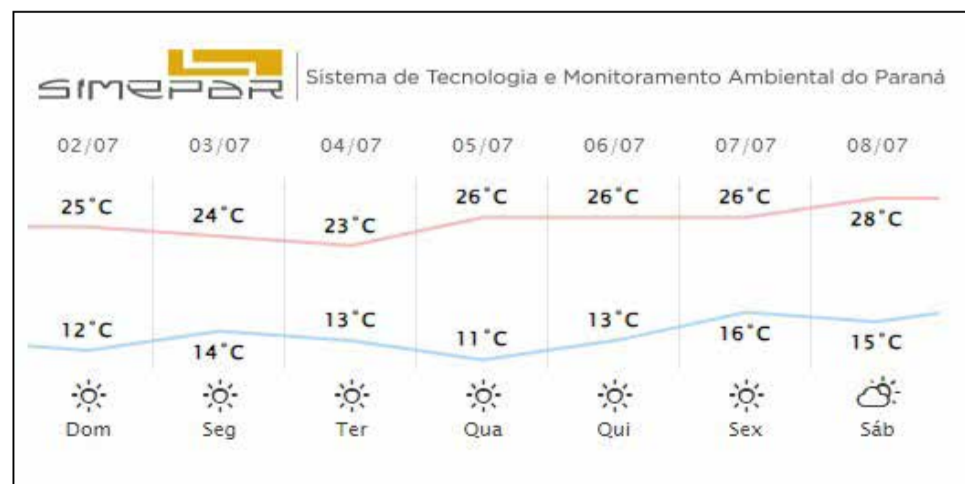 SIMEPAR
Sistema de Tecnologia e Monitoramento Ambiental do Paraná
02/07 03/07 04/07 05/07 06/07 07/07 08/07
25°C 24°C 23°C 26°C 26°C 26°C 28°C
12°C 14°C 13°C 11°C 13°C 16°C 15°C
Dom Seg Ter Qua Qui Sex Sáb